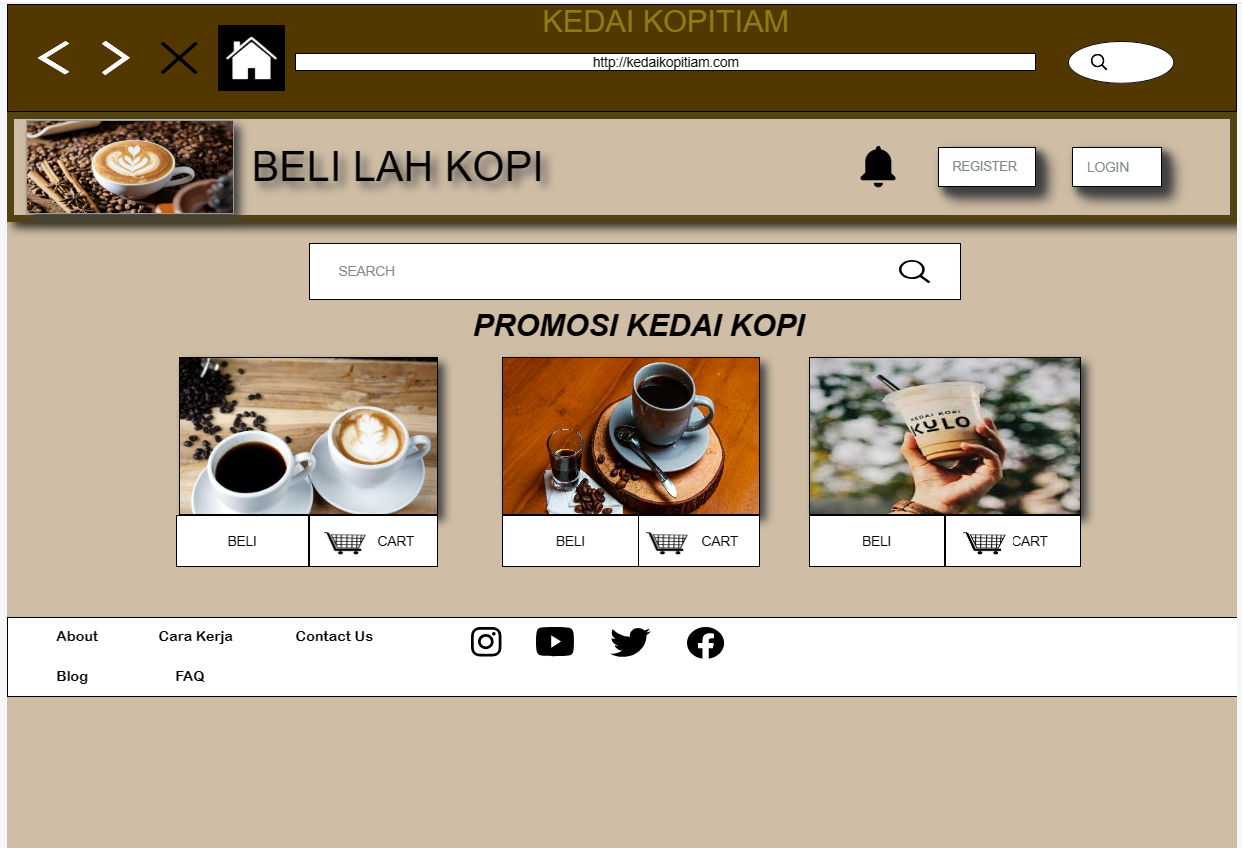 KEDAI KOPITIAM
http://kedaikopitiam.com
BELI LAH KOPI
REGISTER
LOGIN
SEARCH
PROMOSI KEDAI KOPI
KEDAI KOPI
KULO
BELI
CART
BELI
CART
BELI
CART
About
Cara Kerja
Contact Us
Blog
FAQ